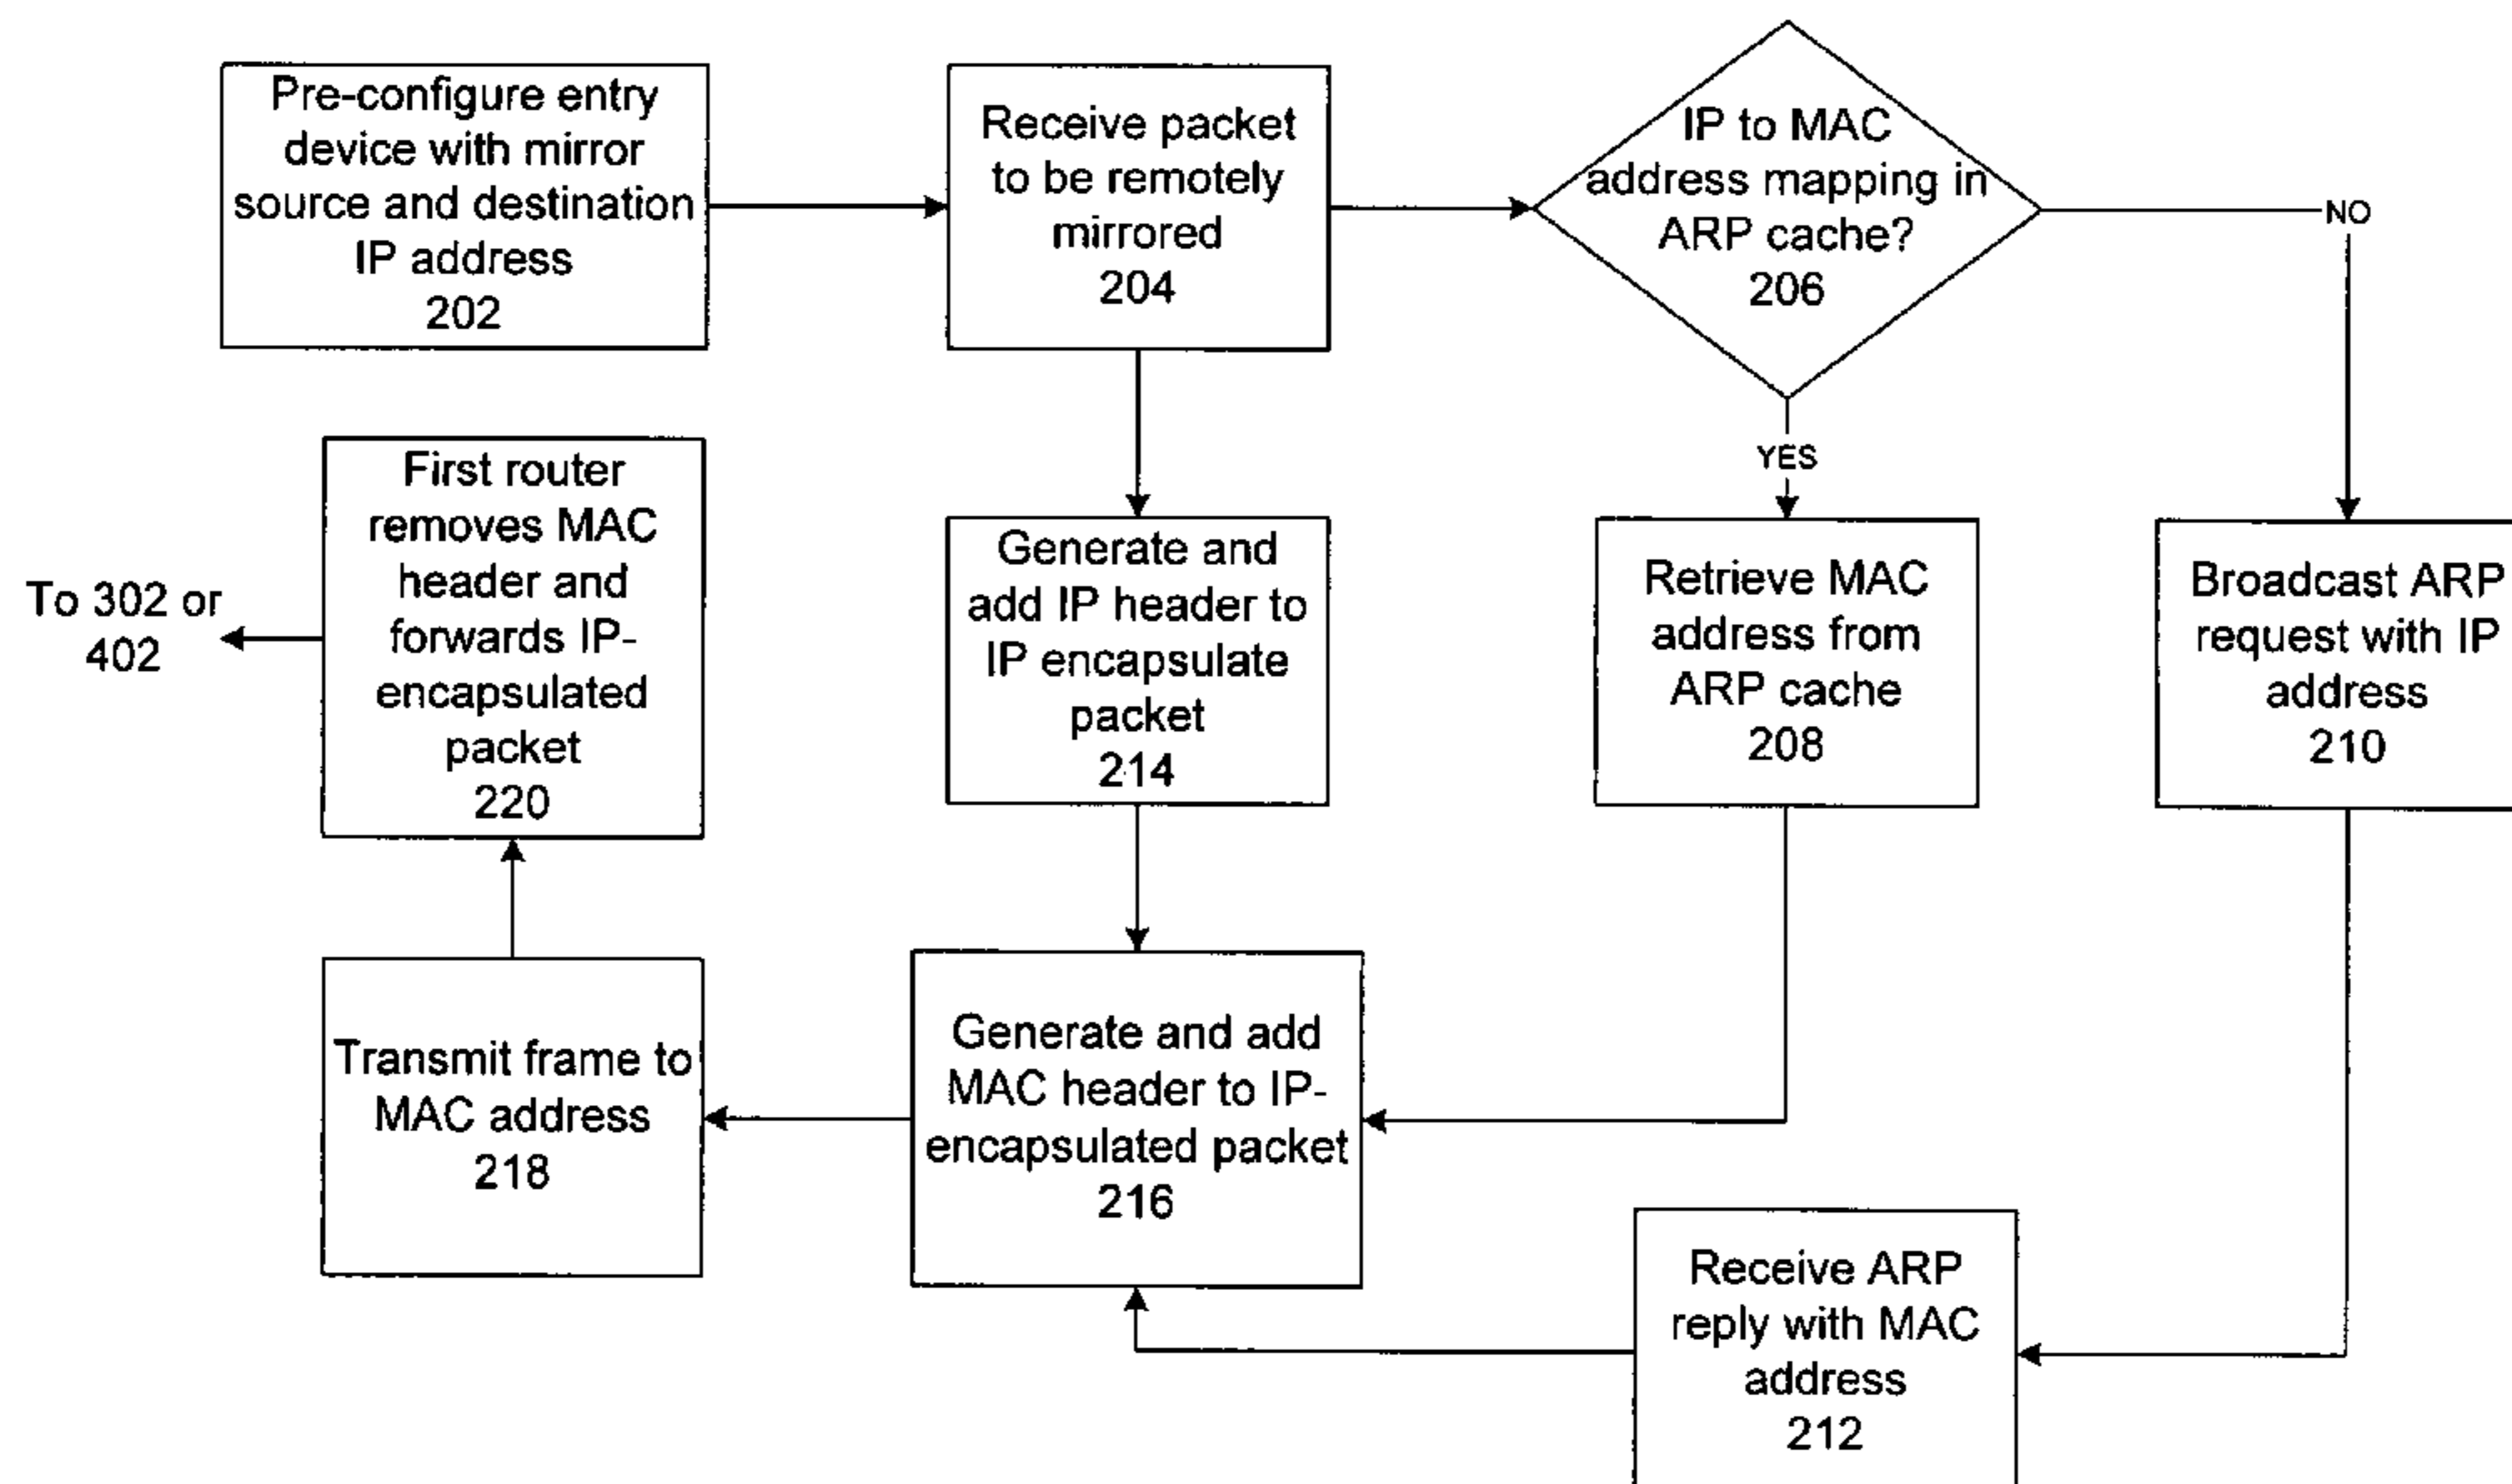 Pre-configure entry
device with mirror
source and destination
IP address
202
Receive packet
to be remotely
mirrored
204
IP to MAC
address mapping in
ARP cache?
206
NO
YES
First router
removes MAC
header and
forwards IP-
encapsulated
packet
220
To 302 or
402
Generate and
add IP header to
IP encapsulate
packet
214
Retrieve MAC
address from
ARP cache
208
Broadcast ARP
request with IP
address
210
Transmit frame to
MAC address
218
Generate and add
MAC header to IP-
encapsulated packet
216
Receive ARP
reply with MAC
address
212